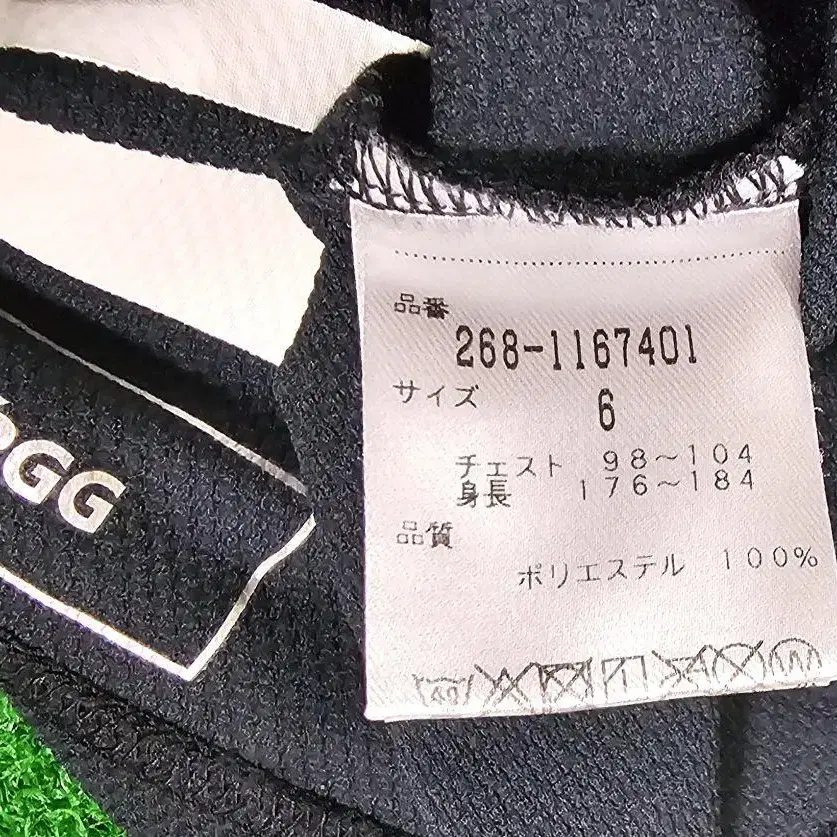 GG
品番
268-1167401
サイズ
6
チェスト 98~104
身長 176~184
品質
ポリエステル 100%
40